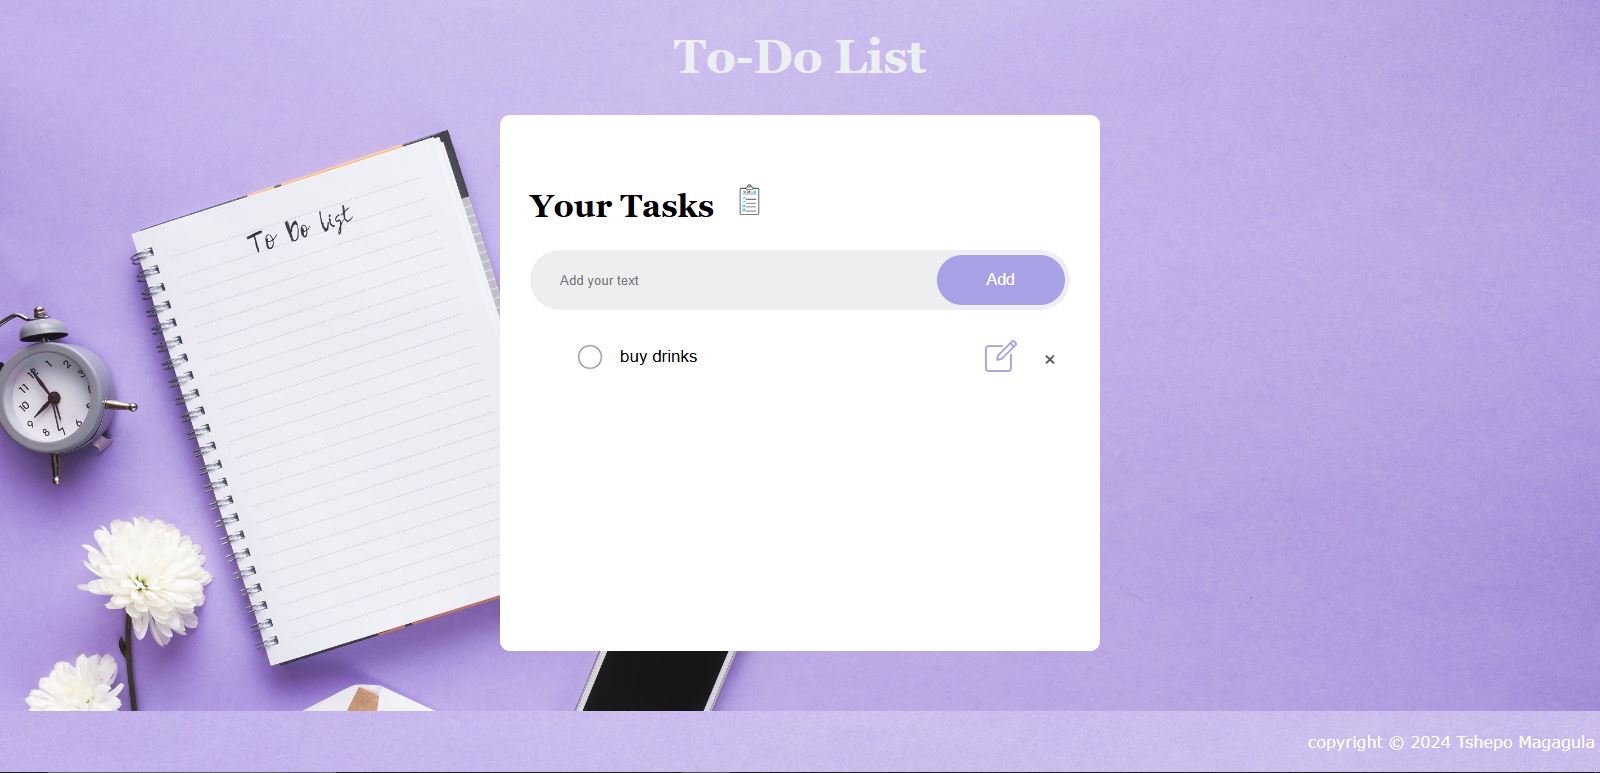 To-Do List
To Do list
Your Tasks
Add your text
Add
buy drinks
×
copyright © 2024 Tshepo Magagula